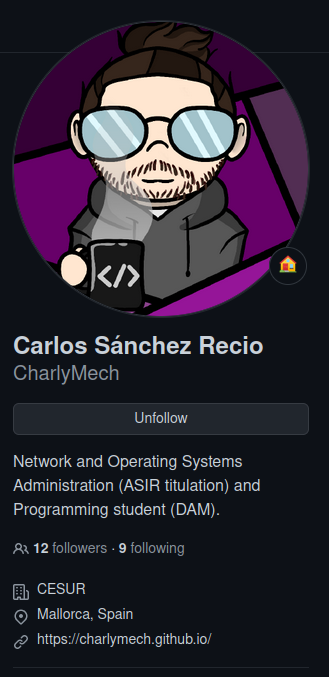 </>
Carlos Sánchez Recio
CharlyMech
Unfollow
Network and Operating Systems
Administration (ASIR titulation) and
Programming student (DAM).
12 followers · 9 following
CESUR
Mallorca, Spain
https://charlymech.github.io/